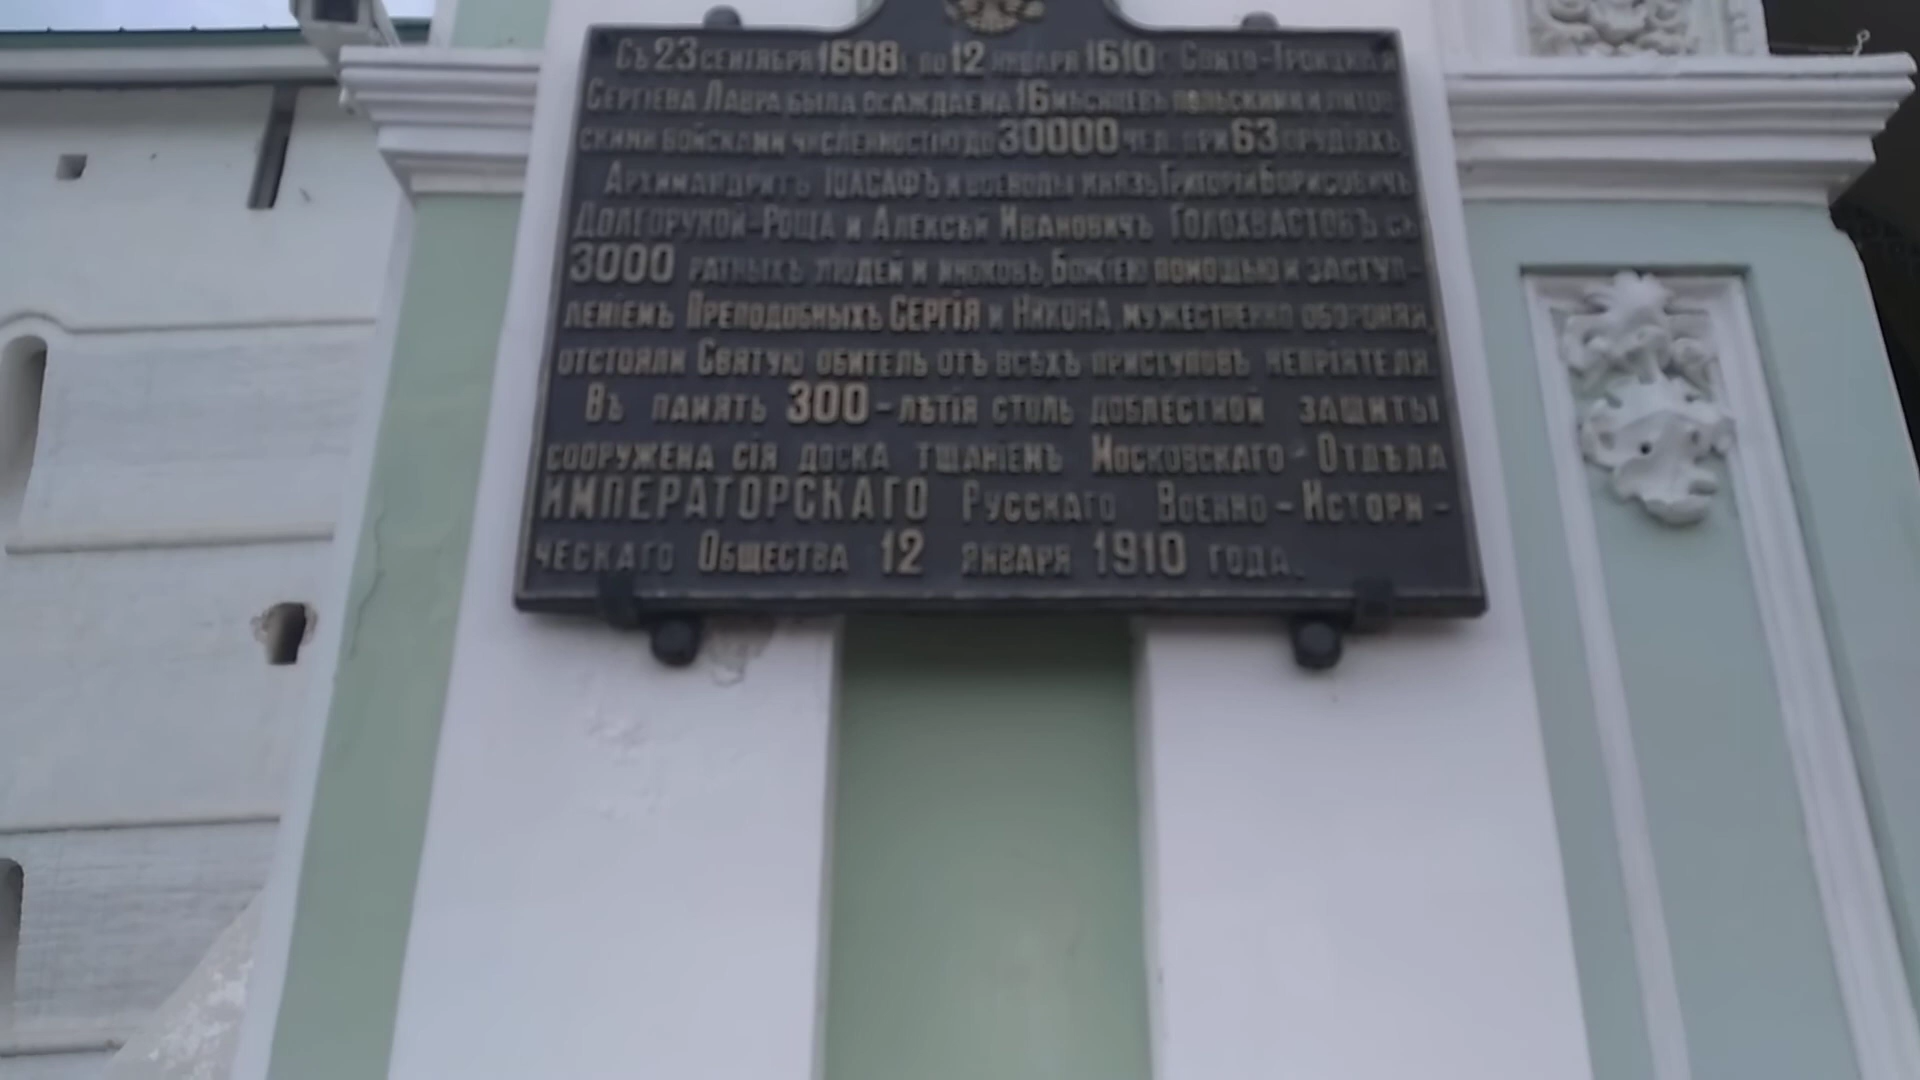 Съ 23 сентября 1608 г. по 12 января 1610 г. Свято-Троицкая
Сергіева Лавра была осаждаема 16 мѣсяцевъ польскими и литов-
скими войсками численностію до 30000 чел. при 63 орудіяхъ.
Архимандритъ Іоасафъ и воеводы князь Григорій Борисовичъ
Долгорукой-Роща и Алексѣй Ивановичъ Голохвастовъ съ
3000 ратныхъ людей и иноковъ, Божіею помощью и заступ-
леніемъ Преподобныхъ СЕРГІЯ и Никона, мужественно обороняя,
отстояли Святую обитель отъ всѣхъ приступовъ непріятеля.
Въ память 300-лѣтія столь доблестной защиты
сооружена сія доска тщаніемъ Московскаго-Отдѣла
ИМПЕРАТОРСКАГО Русскаго Военно-Истори-
ческаго Общества 12 января 1910 года.